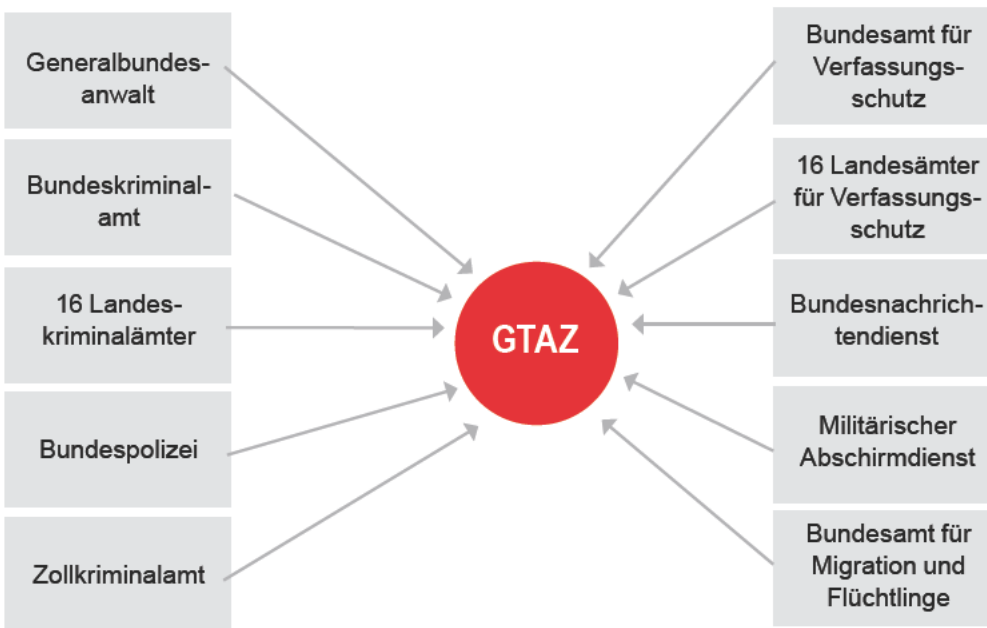 Generalbundes-
anwalt
Bundeskriminal-
amt
16 Landes-
kriminalämter
Bundespolizei
Zollkriminalamt
GTAZ
Bundesamt für
Verfassungs-
schutz
16 Landesämter
für Verfassungs-
schutz
Bundesnachrich-
tendienst
Militärischer
Abschirmdienst
Bundesamt für
Migration und
Flüchtlinge